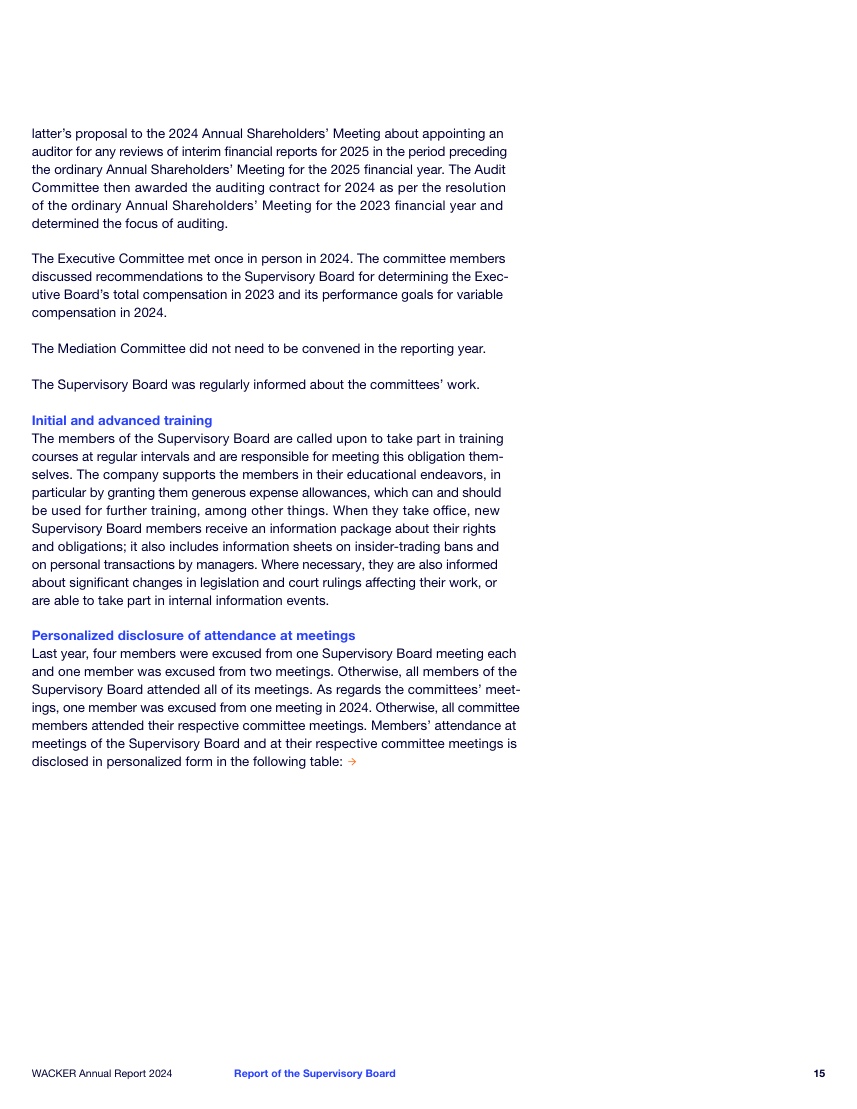 latter’s proposal to the 2024 Annual Shareholders’ Meeting about appointing an
auditor for any reviews of interim financial reports for 2025 in the period preceding
the ordinary Annual Shareholders’ Meeting for the 2025 financial year. The Audit
Committee then awarded the auditing contract for 2024 as per the resolution
of the ordinary Annual Shareholders’ Meeting for the 2023 financial year and
determined the focus of auditing.
The Executive Committee met once in person in 2024. The committee members
discussed recommendations to the Supervisory Board for determining the Exec-
utive Board’s total compensation in 2023 and its performance goals for variable
compensation in 2024.
The Mediation Committee did not need to be convened in the reporting year.
The Supervisory Board was regularly informed about the committees’ work.
Initial and advanced training
The members of the Supervisory Board are called upon to take part in training
courses at regular intervals and are responsible for meeting this obligation them-
selves. The company supports the members in their educational endeavors, in
particular by granting them generous expense allowances, which can and should
be used for further training, among other things. When they take office, new
Supervisory Board members receive an information package about their rights
and obligations; it also includes information sheets on insider-trading bans and
on personal transactions by managers. Where necessary, they are also informed
about significant changes in legislation and court rulings affecting their work, or
are able to take part in internal information events.
Personalized disclosure of attendance at meetings
Last year, four members were excused from one Supervisory Board meeting each
and one member was excused from two meetings. Otherwise, all members of the
Supervisory Board attended all of its meetings. As regards the committees’ meet-
ings, one member was excused from one meeting in 2024. Otherwise, all committee
members attended their respective committee meetings. Members’ attendance at
meetings of the Supervisory Board and at their respective committee meetings is
disclosed in personalized form in the following table: →
WACKER Annual Report 2024 Report of the Supervisory Board 15